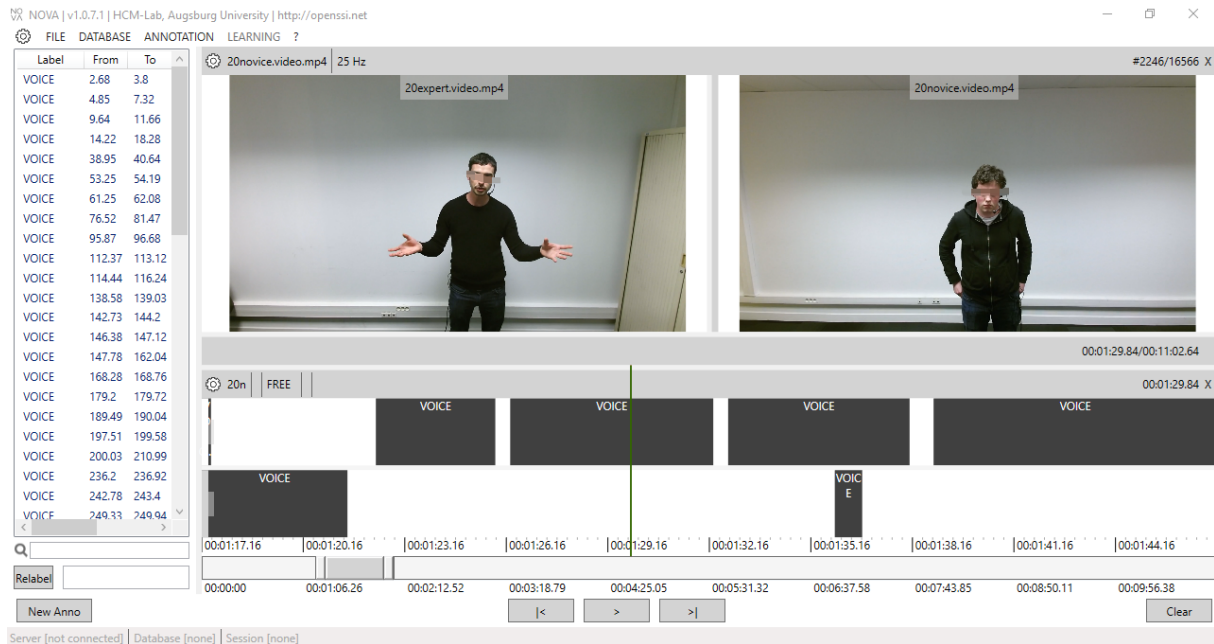 NOVA | v1.0.7.1 | HCM-Lab, Augsburg University | http://openssi.net
FILE DATABASE ANNOTATION LEARNING ?
Label From To
VOICE 2.68 3.8
VOICE 4.85 7.32
VOICE 9.64 11.66
VOICE 14.22 18.28
VOICE 38.95 40.64
VOICE 53.25 54.19
VOICE 61.25 62.08
VOICE 76.52 81.47
VOICE 95.87 96.68
VOICE 112.37 113.12
VOICE 114.44 116.24
VOICE 138.58 139.03
VOICE 142.73 144.2
VOICE 146.38 147.12
VOICE 147.78 162.04
VOICE 168.28 168.76
VOICE 179.2 179.72
VOICE 189.49 190.04
VOICE 197.51 199.58
VOICE 200.03 210.99
VOICE 236.2 236.92
VOICE 242.78 243.4
VOICE 249.33 249.94
Relabel
New Anno
20novice.video.mp4 25 Hz #2246/16566 X
20expert.video.mp4
20novice.video.mp4
00:01:29.84/00:11:02.64
20n FREE 00:01:29.84 X
VOICE VOICE VOICE VOICE
VOICE VOIC
E
00:01:17.16 00:01:20.16 00:01:23.16 00:01:26.16 00:01:29.16 00:01:32.16 00:01:35.16 00:01:38.16 00:01:41.16 00:01:44.16
00:00:00 00:01:06.26 00:02:12.52 00:03:18.79 00:04:25.05 00:05:31.32 00:06:37.58 00:07:43.85 00:08:50.11 00:09:56.38
|< > >| Clear
Server [not connected] Database [none] Session [none]